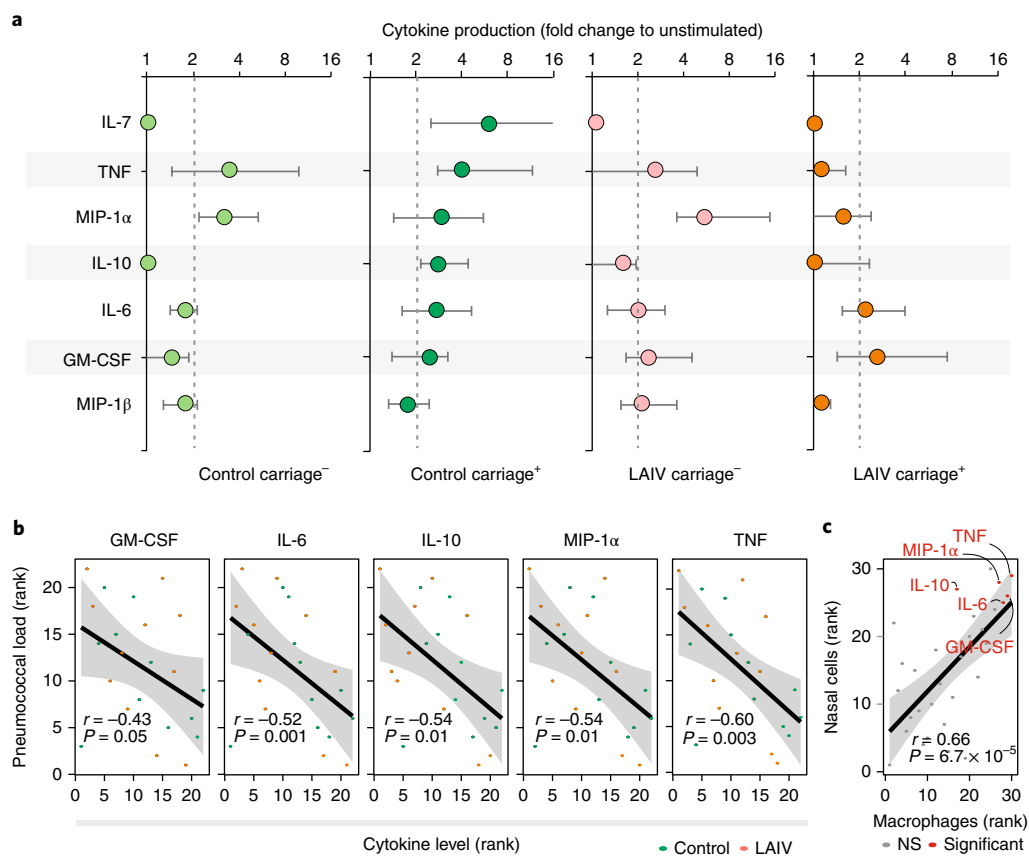 a
Cytokine production (fold change to unstimulated)
1 2 4 8 16 1 2 4 8 16 1 2 4 8 16 1 2 4 8 16
IL-7
TNF
MIP-1α
IL-10
IL-6
GM-CSF
MIP-1β
Control carriage⁻ Control carriage⁺ LAIV carriage⁻ LAIV carriage⁺
b
GM-CSF IL-6 IL-10 MIP-1α TNF
Pneumococcal load (rank)
20
15
10
5
0
r = –0.43
P = 0.05
r = –0.52
P = 0.001
r = –0.54
P = 0.01
r = –0.54
P = 0.01
r = –0.60
P = 0.003
0 5 10 15 20 0 5 10 15 20 0 5 10 15 20 0 5 10 15 20 0 5 10 15 20
Cytokine level (rank)
Control LAIV
c
Nasal cells (rank)
30
20
10
0
TNF
MIP-1α
IL-10
IL-6
GM-CSF
r = 0.66
P = 6.7 × 10⁻⁵
0 10 20 30
Macrophages (rank)
NS Significant